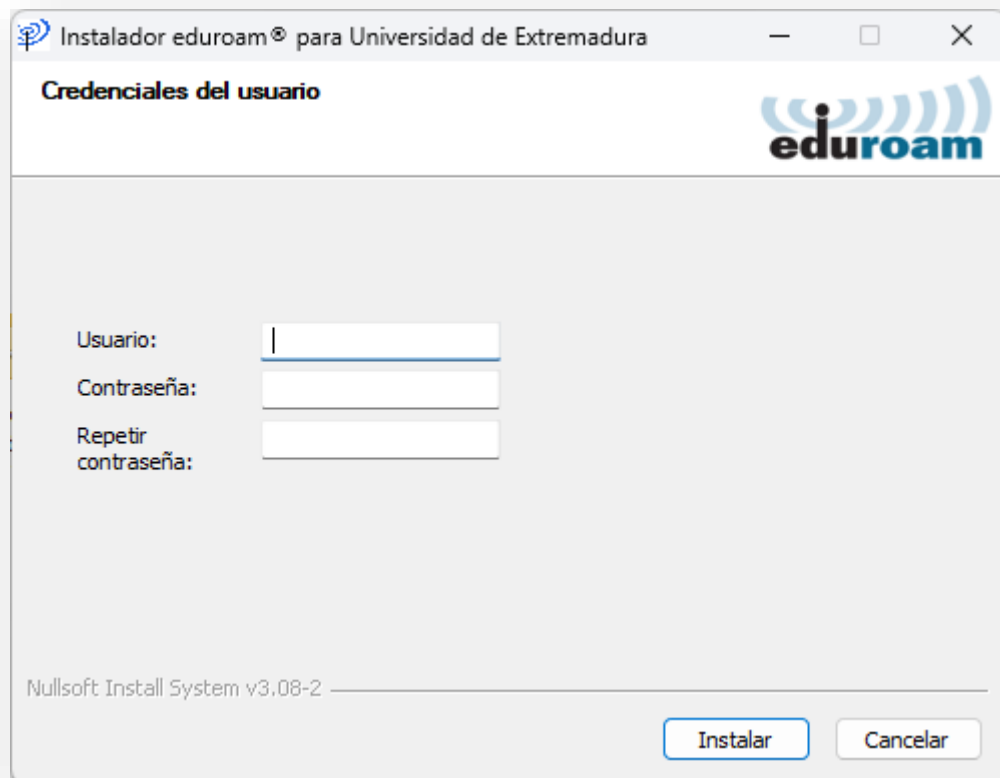 Instalador eduroam® para Universidad de Extremadura
Credenciales del usuario
eduroam
Usuario:
Contraseña:
Repetir
contraseña:
Nullsoft Install System v3.08-2
Instalar
Cancelar